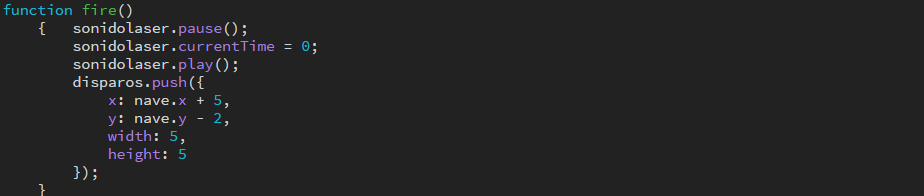 function fire()
{   sonidolaser.pause();
sonidolaser.currentTime = 0;
sonidolaser.play();
disparos.push({
x: nave.x + 5,
y: nave.y - 2,
width: 5,
height: 5
});
}